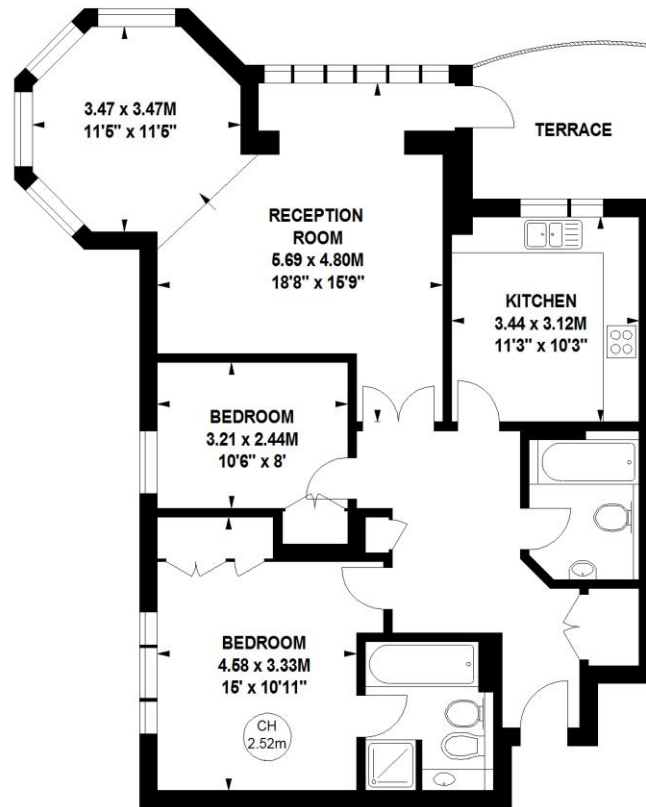 3.47 x 3.47M
11'5" x 11'5"
TERRACE
RECEPTION
ROOM
5.69 x 4.80M
18'8" x 15'9"
KITCHEN
3.44 x 3.12M
11'3" x 10'3"
BEDROOM
3.21 x 2.44M
10'6" x 8'
BEDROOM
4.58 x 3.33M
15' x 10'11"
CH
2.52m